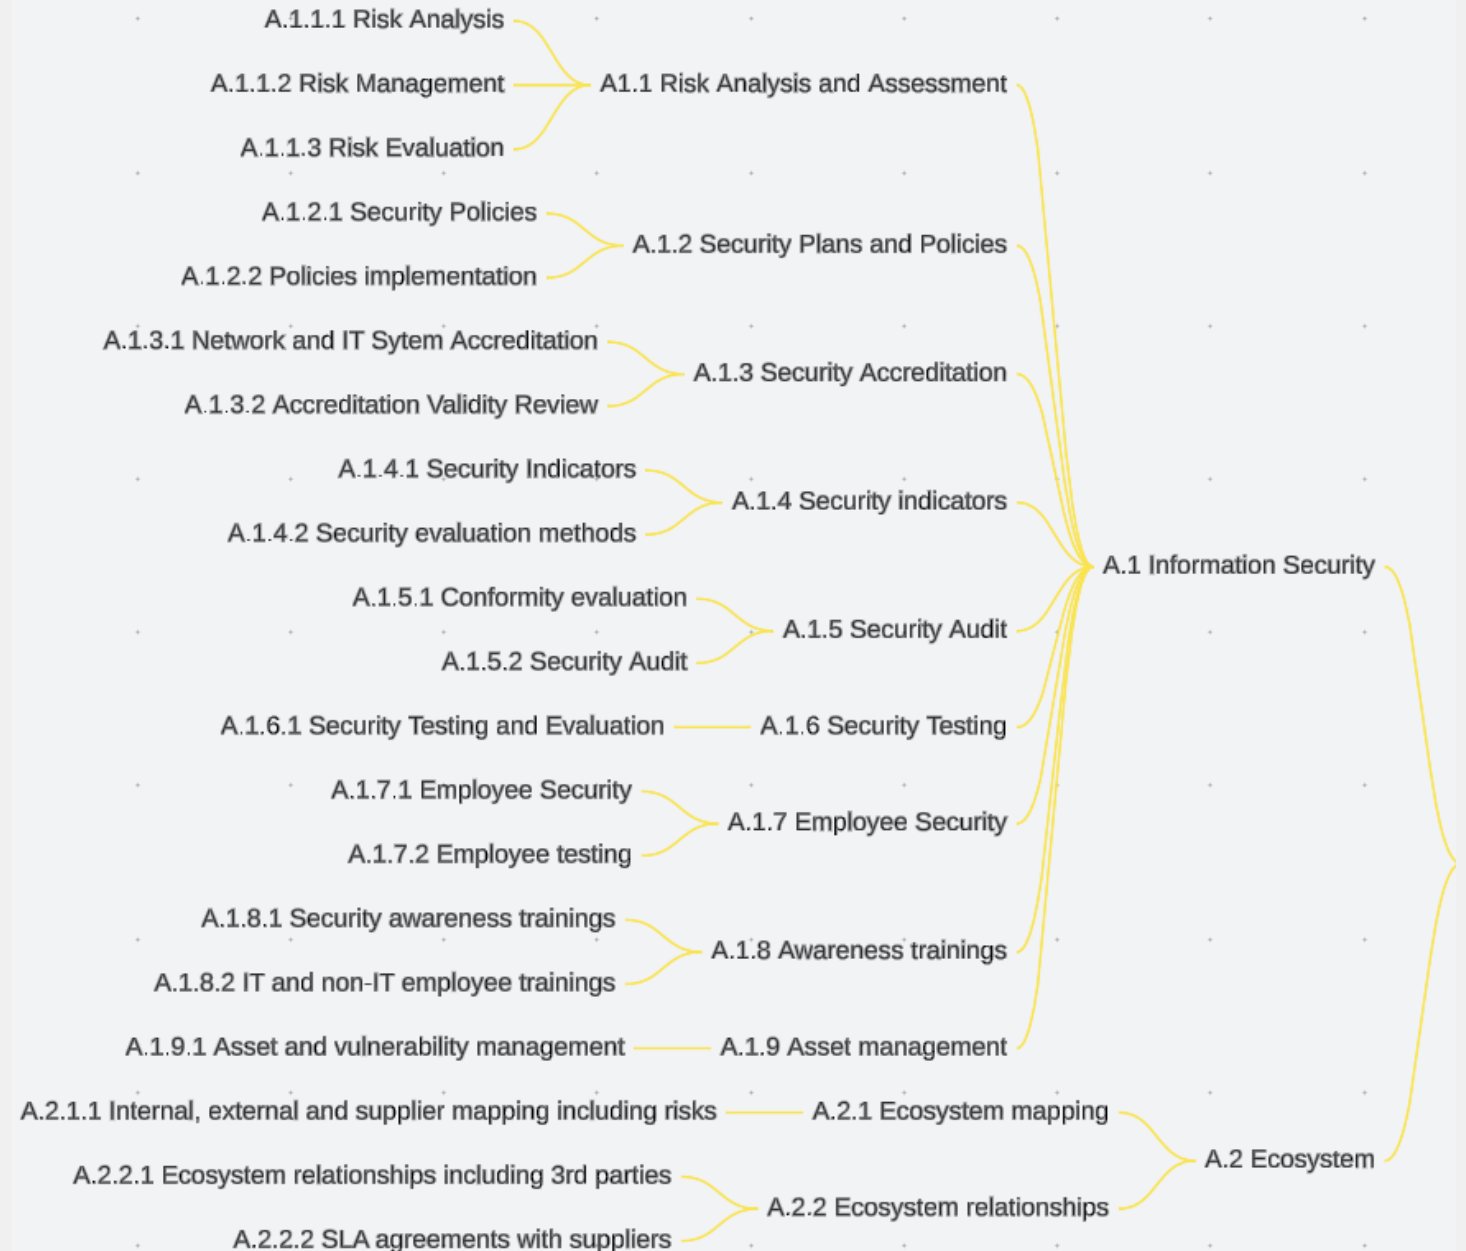 A.1.1.1 Risk Analysis
A.1.1.2 Risk Management
A1.1 Risk Analysis and Assessment
A.1.1.3 Risk Evaluation
A.1.2.1 Security Policies
A.1.2 Security Plans and Policies
A.1.2.2 Policies implementation
A.1.3.1 Network and IT Sytem Accreditation
A.1.3 Security Accreditation
A.1.3.2 Accreditation Validity Review
A.1.4.1 Security Indicators
A.1.4 Security indicators
A.1.4.2 Security evaluation methods
A.1 Information Security
A.1.5.1 Conformity evaluation
A.1.5 Security Audit
A.1.5.2 Security Audit
A.1.6.1 Security Testing and Evaluation
A.1.6 Security Testing
A.1.7.1 Employee Security
A.1.7 Employee Security
A.1.7.2 Employee testing
A.1.8.1 Security awareness trainings
A.1.8 Awareness trainings
A.1.8.2 IT and non-IT employee trainings
A.1.9.1 Asset and vulnerability management
A.1.9 Asset management
A.2.1.1 Internal, external and supplier mapping including risks
A.2.1 Ecosystem mapping
A.2 Ecosystem
A.2.2.1 Ecosystem relationships including 3rd parties
A.2.2 Ecosystem relationships
A.2.2.2 SLA agreements with suppliers